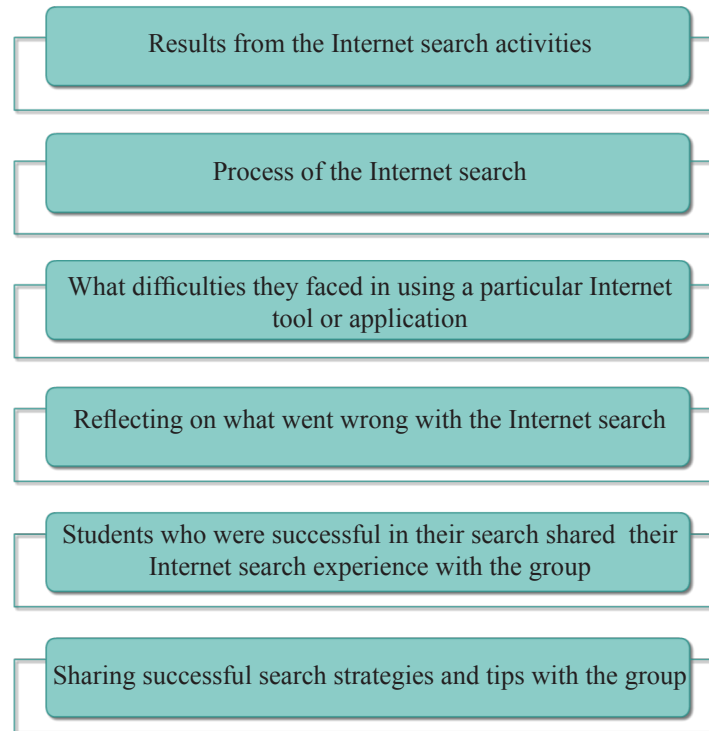 Results from the Internet search activities
Process of the Internet search
What difficulties they faced in using a particular Internet
tool or application
Reflecting on what went wrong with the Internet search
Students who were successful in their search shared their
Internet search experience with the group
Sharing successful search strategies and tips with the group